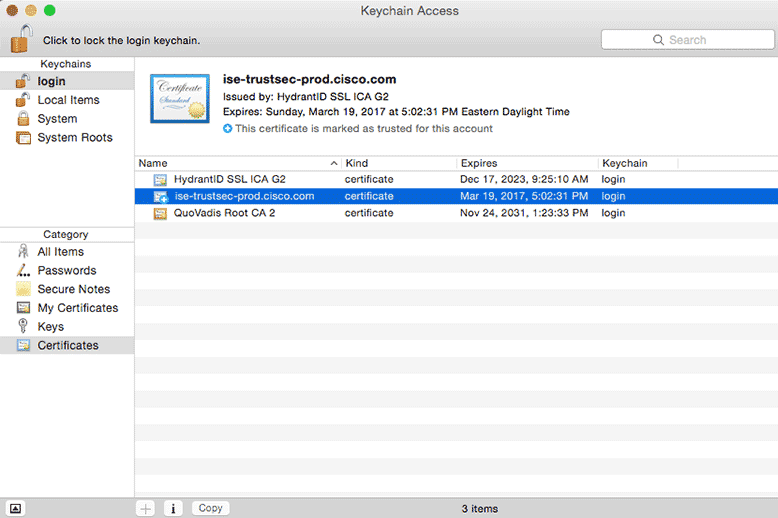 Keychain Access
Click to lock the login keychain.
Search
Keychains
login
Local Items
System
System Roots
Certificate
Standard
ise-trustsec-prod.cisco.com
Issued by: HydrantID SSL ICA G2
Expires: Sunday, March 19, 2017 at 5:02:31 PM Eastern Daylight Time
This certificate is marked as trusted for this account
Name Kind Expires Keychain
HydrantID SSL ICA G2 certificate Dec 17, 2023, 9:25:10 AM login
ise-trustsec-prod.cisco.com certificate Mar 19, 2017, 5:02:31 PM login
QuoVadis Root CA 2 certificate Nov 24, 2031, 1:23:33 PM login
Category
All Items
Passwords
Secure Notes
My Certificates
Keys
Certificates
Copy
3 items